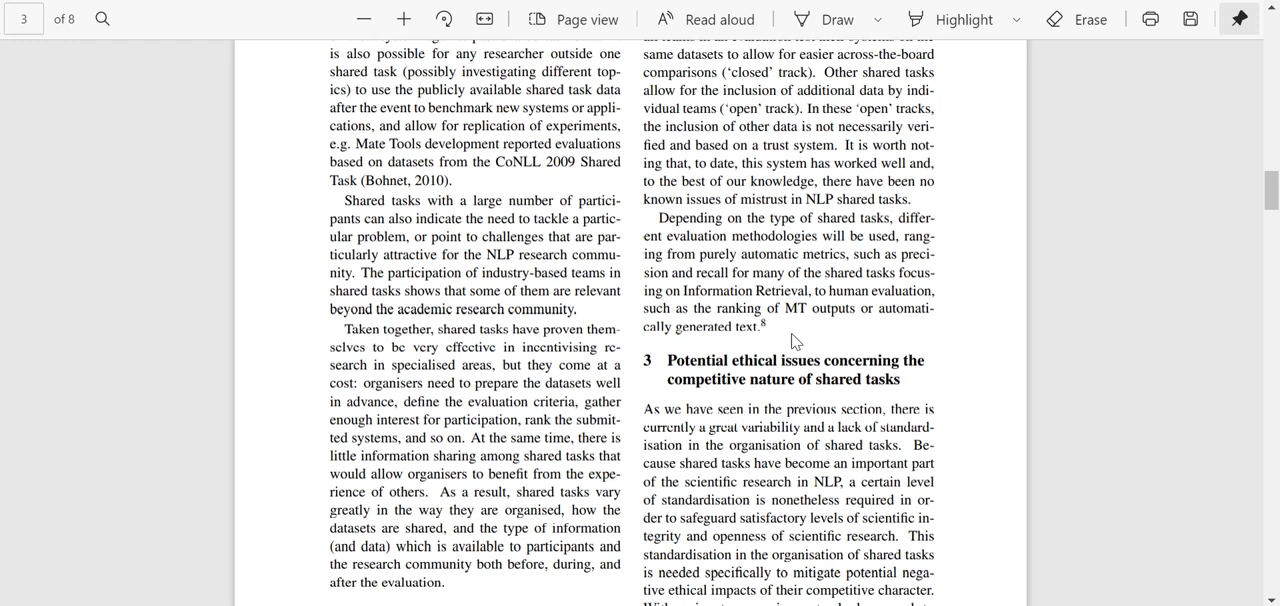 3
of 8
Page view
Read aloud
Draw
Highlight
Erase
is also possible for any researcher outside one
shared task (possibly investigating different top-
ics) to use the publicly available shared task data
after the event to benchmark new systems or appli-
cations, and allow for replication of experiments,
e.g. Mate Tools development reported evaluations
based on datasets from the CoNLL 2009 Shared
Task (Bohnet, 2010).
Shared tasks with a large number of partici-
pants can also indicate the need to tackle a partic-
ular problem, or point to challenges that are par-
ticularly attractive for the NLP research commu-
nity. The participation of industry-based teams in
shared tasks shows that some of them are relevant
beyond the academic research community.
Taken together, shared tasks have proven them-
selves to be very effective in incentivising re-
search in specialised areas, but they come at a
cost: organisers need to prepare the datasets well
in advance, define the evaluation criteria, gather
enough interest for participation, rank the submit-
ted systems, and so on. At the same time, there is
little information sharing among shared tasks that
would allow organisers to benefit from the expe-
rience of others. As a result, shared tasks vary
greatly in the way they are organised, how the
datasets are shared, and the type of information
(and data) which is available to participants and
the research community both before, during, and
after the evaluation.
same datasets to allow for easier across-the-board
comparisons (‘closed’ track). Other shared tasks
allow for the inclusion of additional data by indi-
vidual teams (‘open’ track). In these ‘open’ tracks,
the inclusion of other data is not necessarily veri-
fied and based on a trust system. It is worth not-
ing that, to date, this system has worked well and,
to the best of our knowledge, there have been no
known issues of mistrust in NLP shared tasks.
Depending on the type of shared tasks, differ-
ent evaluation methodologies will be used, rang-
ing from purely automatic metrics, such as preci-
sion and recall for many of the shared tasks focus-
ing on Information Retrieval, to human evaluation,
such as the ranking of MT outputs or automati-
cally generated text.8
3 Potential ethical issues concerning the
competitive nature of shared tasks
As we have seen in the previous section, there is
currently a great variability and a lack of standard-
isation in the organisation of shared tasks. Be-
cause shared tasks have become an important part
of the scientific research in NLP, a certain level
of standardisation is nonetheless required in or-
der to safeguard satisfactory levels of scientific in-
tegrity and openness of scientific research. This
standardisation in the organisation of shared tasks
is needed specifically to mitigate potential nega-
tive ethical impacts of their competitive character.